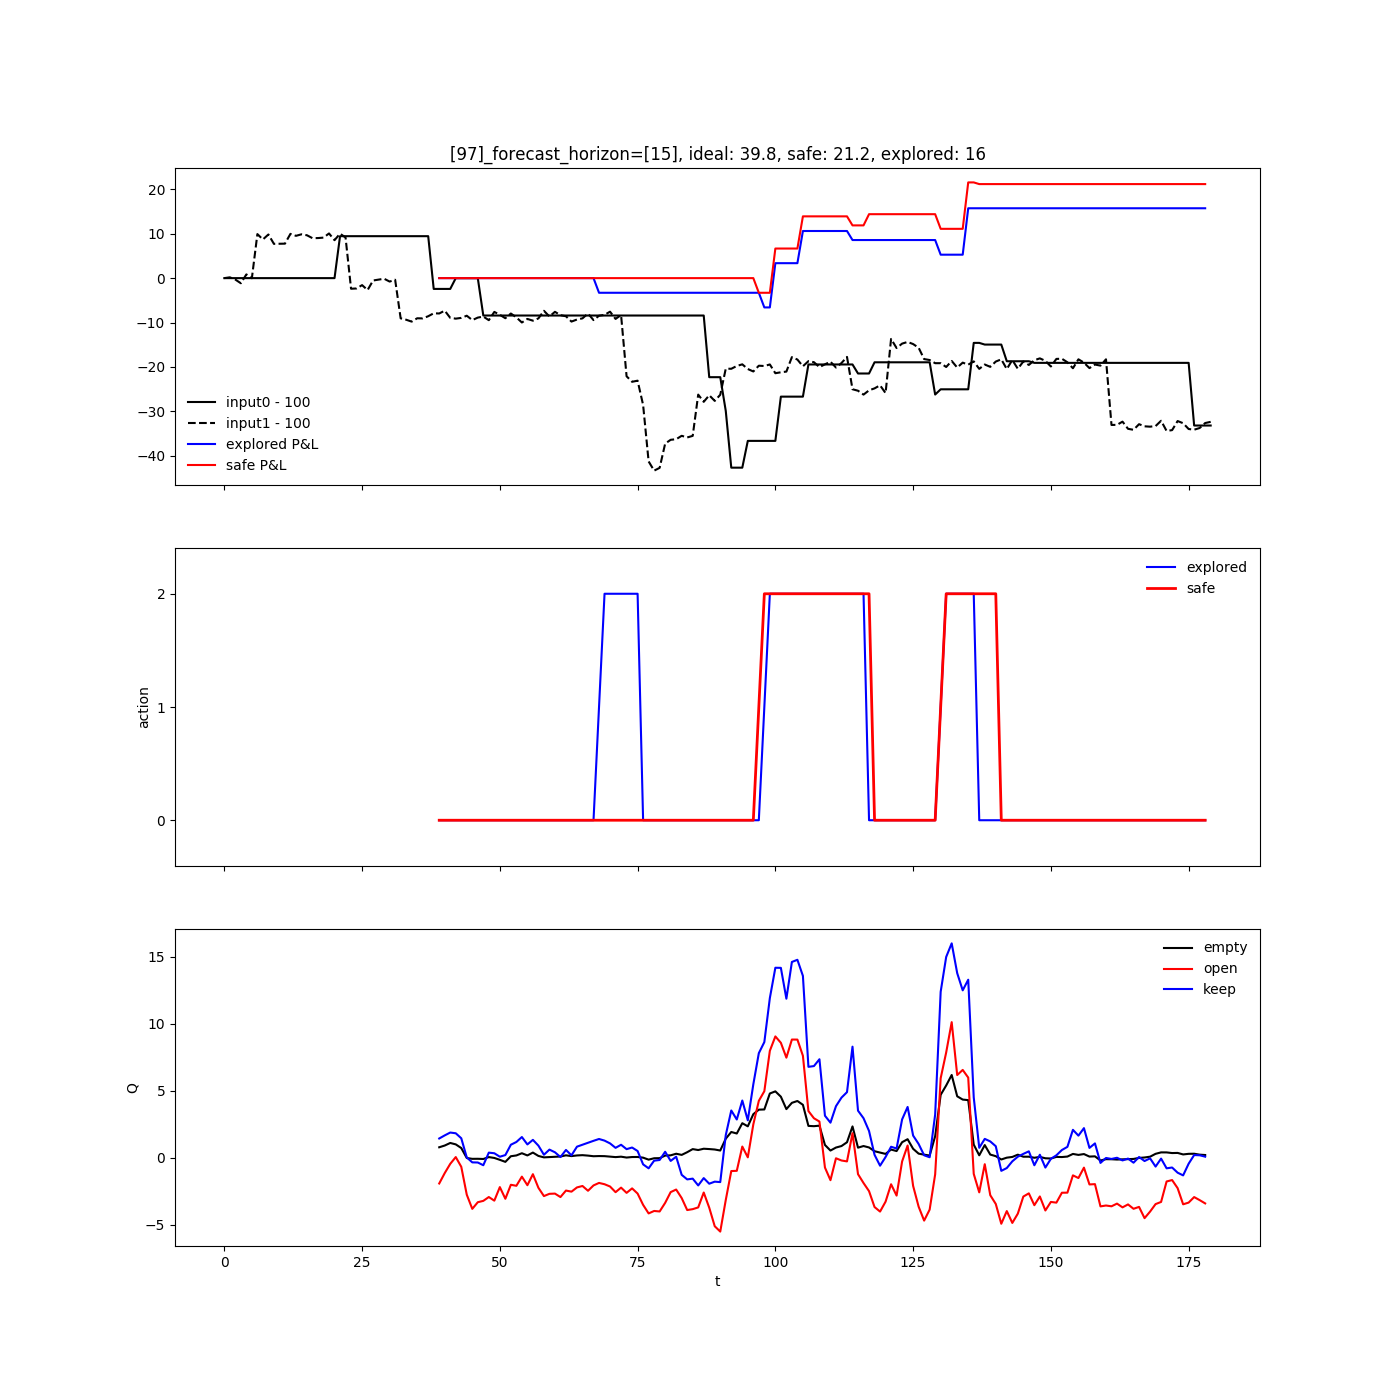 [97]_forecast_horizon=[15], ideal: 39.8, safe: 21.2, explored: 16
20
10
0
−10
−20
−30
−40
input0 - 100
input1 - 100
explored P&L
safe P&L
2
1
0
action
explored
safe
15
10
5
0
−5
Q
empty
open
keep
0 25 50 75 100 125 150 175
t